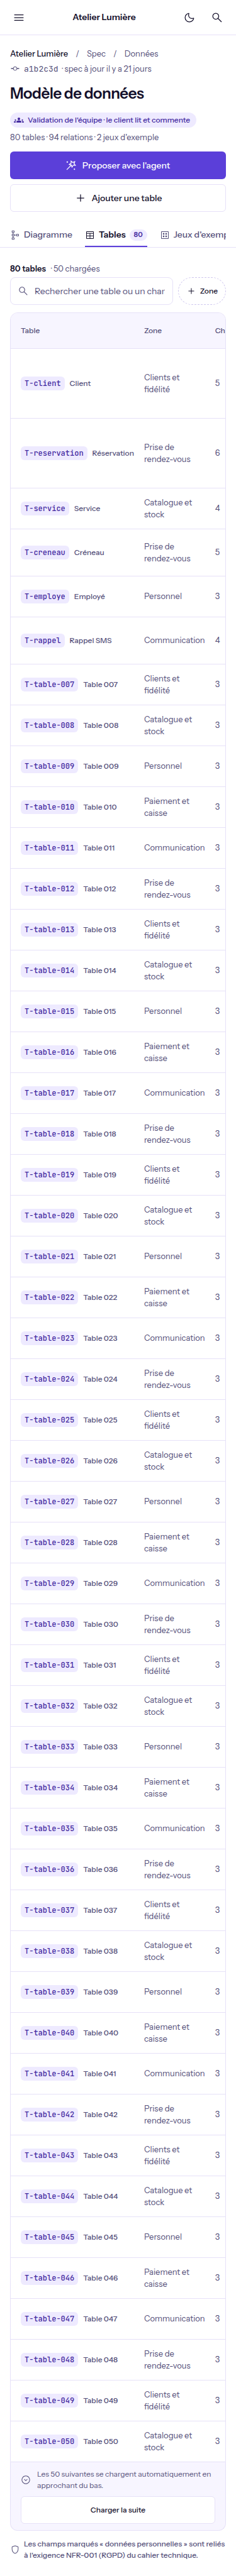 Atelier Lumière
Atelier Lumière / Spec / Données
a1b2c3d · spec à jour il y a 21 jours
Modèle de données
Validation de l'équipe · le client lit et commente
80 tables · 94 relations · 2 jeux d'exemple
Proposer avec l'agent
Ajouter une table
Diagramme Tables 80 Jeux d'exemp
80 tables · 50 chargées
Rechercher une table ou un char
Zone
Table Zone Ch
T-client Client Clients et fidélité 5
T-reservation Réservation Prise de rendez-vous 6
T-service Service Catalogue et stock 4
T-creneau Créneau Prise de rendez-vous 5
T-employe Employé Personnel 3
T-rappel Rappel SMS Communication 4
T-table-007 Table 007 Clients et fidélité 3
T-table-008 Table 008 Catalogue et stock 3
T-table-009 Table 009 Personnel 3
T-table-010 Table 010 Paiement et caisse 3
T-table-011 Table 011 Communication 3
T-table-012 Table 012 Prise de rendez-vous 3
T-table-013 Table 013 Clients et fidélité 3
T-table-014 Table 014 Catalogue et stock 3
T-table-015 Table 015 Personnel 3
T-table-016 Table 016 Paiement et caisse 3
T-table-017 Table 017 Communication 3
T-table-018 Table 018 Prise de rendez-vous 3
T-table-019 Table 019 Clients et fidélité 3
T-table-020 Table 020 Catalogue et stock 3
T-table-021 Table 021 Personnel 3
T-table-022 Table 022 Paiement et caisse 3
T-table-023 Table 023 Communication 3
T-table-024 Table 024 Prise de rendez-vous 3
T-table-025 Table 025 Clients et fidélité 3
T-table-026 Table 026 Catalogue et stock 3
T-table-027 Table 027 Personnel 3
T-table-028 Table 028 Paiement et caisse 3
T-table-029 Table 029 Communication 3
T-table-030 Table 030 Prise de rendez-vous 3
T-table-031 Table 031 Clients et fidélité 3
T-table-032 Table 032 Catalogue et stock 3
T-table-033 Table 033 Personnel 3
T-table-034 Table 034 Paiement et caisse 3
T-table-035 Table 035 Communication 3
T-table-036 Table 036 Prise de rendez-vous 3
T-table-037 Table 037 Clients et fidélité 3
T-table-038 Table 038 Catalogue et stock 3
T-table-039 Table 039 Personnel 3
T-table-040 Table 040 Paiement et caisse 3
T-table-041 Table 041 Communication 3
T-table-042 Table 042 Prise de rendez-vous 3
T-table-043 Table 043 Clients et fidélité 3
T-table-044 Table 044 Catalogue et stock 3
T-table-045 Table 045 Personnel 3
T-table-046 Table 046 Paiement et caisse 3
T-table-047 Table 047 Communication 3
T-table-048 Table 048 Prise de rendez-vous 3
T-table-049 Table 049 Clients et fidélité 3
T-table-050 Table 050 Catalogue et stock 3
Les 50 suivantes se chargent automatiquement en
approchant du bas.
Charger la suite
Les champs marqués « données personnelles » sont reliés
à l'exigence NFR-001 (RGPD) du cahier technique.